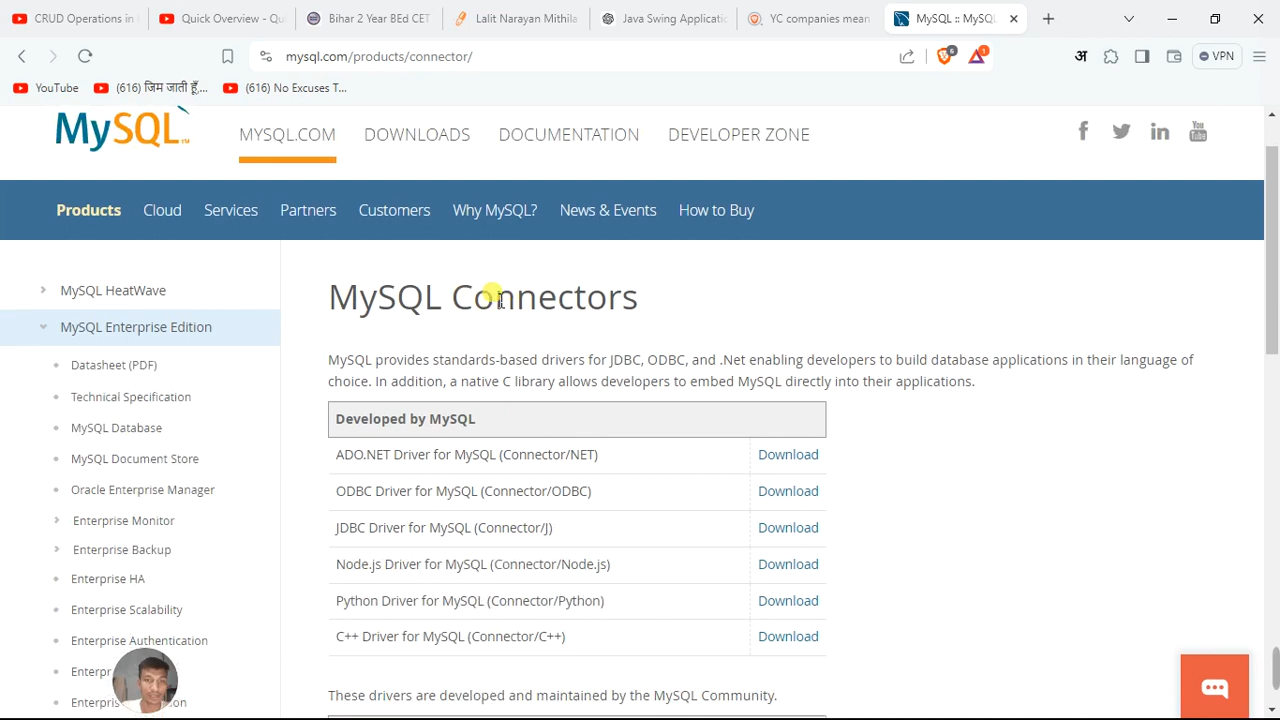 CRUD Operations in
Quick Overview - Qu
Bihar 2 Year BEd CET
Lalit Narayan Mithila
Java Swing Applicati
YC companies mean
MySQL :: MySQL
mysql.com/products/connector/
6
1
अ
VPN
YouTube
(616) जिम जाती हूँ,...
(616) No Excuses T...
MySQL
MYSQL.COM
DOWNLOADS
DOCUMENTATION
DEVELOPER ZONE
You
Tube
Products
Cloud
Services
Partners
Customers
Why MySQL?
News & Events
How to Buy
MySQL HeatWave
MySQL Enterprise Edition
Datasheet (PDF)
Technical Specification
MySQL Database
MySQL Document Store
Oracle Enterprise Manager
Enterprise Monitor
Enterprise Backup
Enterprise HA
Enterprise Scalability
Enterprise Authentication
MySQL Connectors
MySQL provides standards-based drivers for JDBC, ODBC, and .Net enabling developers to build database applications in their language of
choice. In addition, a native C library allows developers to embed MySQL directly into their applications.
Developed by MySQL
ADO.NET Driver for MySQL (Connector/NET) Download
ODBC Driver for MySQL (Connector/ODBC) Download
JDBC Driver for MySQL (Connector/J) Download
Node.js Driver for MySQL (Connector/Node.js) Download
Python Driver for MySQL (Connector/Python) Download
C++ Driver for MySQL (Connector/C++) Download
These drivers are developed and maintained by the MySQL Community.